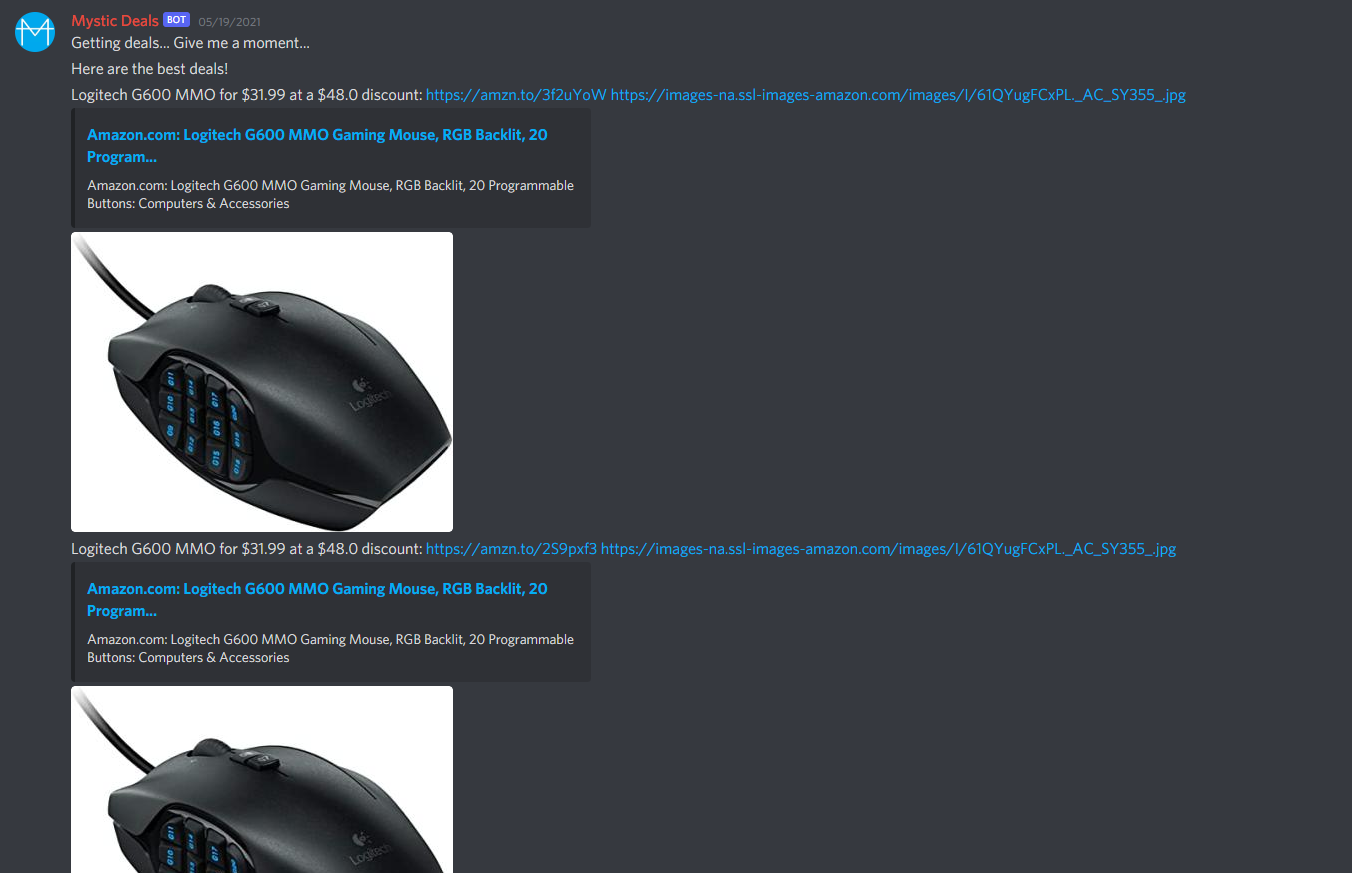 Mystic Deals BOT 05/19/2021
Getting deals... Give me a moment...
Here are the best deals!
Logitech G600 MMO for $31.99 at a $48.0 discount: https://amzn.to/3f2uYoW https://images-na.ssl-images-amazon.com/images/I/61QYugFCxPL._AC_SY355_.jpg
Amazon.com: Logitech G600 MMO Gaming Mouse, RGB Backlit, 20
Program...
Amazon.com: Logitech G600 MMO Gaming Mouse, RGB Backlit, 20 Programmable
Buttons: Computers & Accessories
G11 G14 G17 G20
G10 G13 G16 G19
G9 G12 G15 G18
Logitech
Logitech G600 MMO for $31.99 at a $48.0 discount: https://amzn.to/2S9pxf3 https://images-na.ssl-images-amazon.com/images/I/61QYugFCxPL._AC_SY355_.jpg
Amazon.com: Logitech G600 MMO Gaming Mouse, RGB Backlit, 20
Program...
Amazon.com: Logitech G600 MMO Gaming Mouse, RGB Backlit, 20 Programmable
Buttons: Computers & Accessories
G11 G14 G17
G10
Logitech